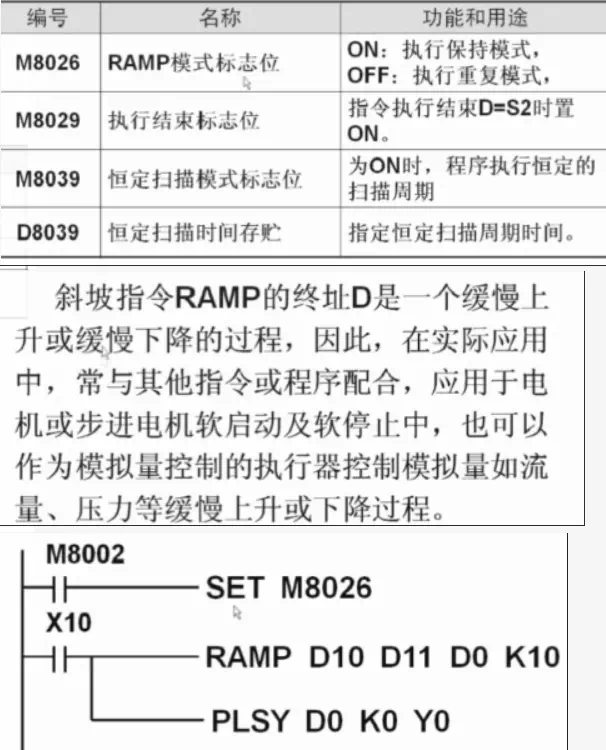 编号 名称 功能和用途
M8026 RAMP模式标志位 ON：执行保持模式，
OFF：执行重复模式，
M8029 执行结束标志位 指令执行结束D=S2时置
ON。
M8039 恒定扫描模式标志位 为ON时，程序执行恒定的
扫描周期
D8039 恒定扫描时间存贮 指定恒定扫描周期时间。
斜坡指令RAMP的终址D是一个缓慢上
升或缓慢下降的过程，因此，在实际应用
中，常与其他指令或程序配合，应用于电
机或步进电机软启动及软停止中，也可以
作为模拟量控制的执行器控制模拟量如流
量、压力等缓慢上升或下降过程。
M8002
SET M8026
X10
RAMP D10 D11 D0 K10
PLSY D0 K0 Y0